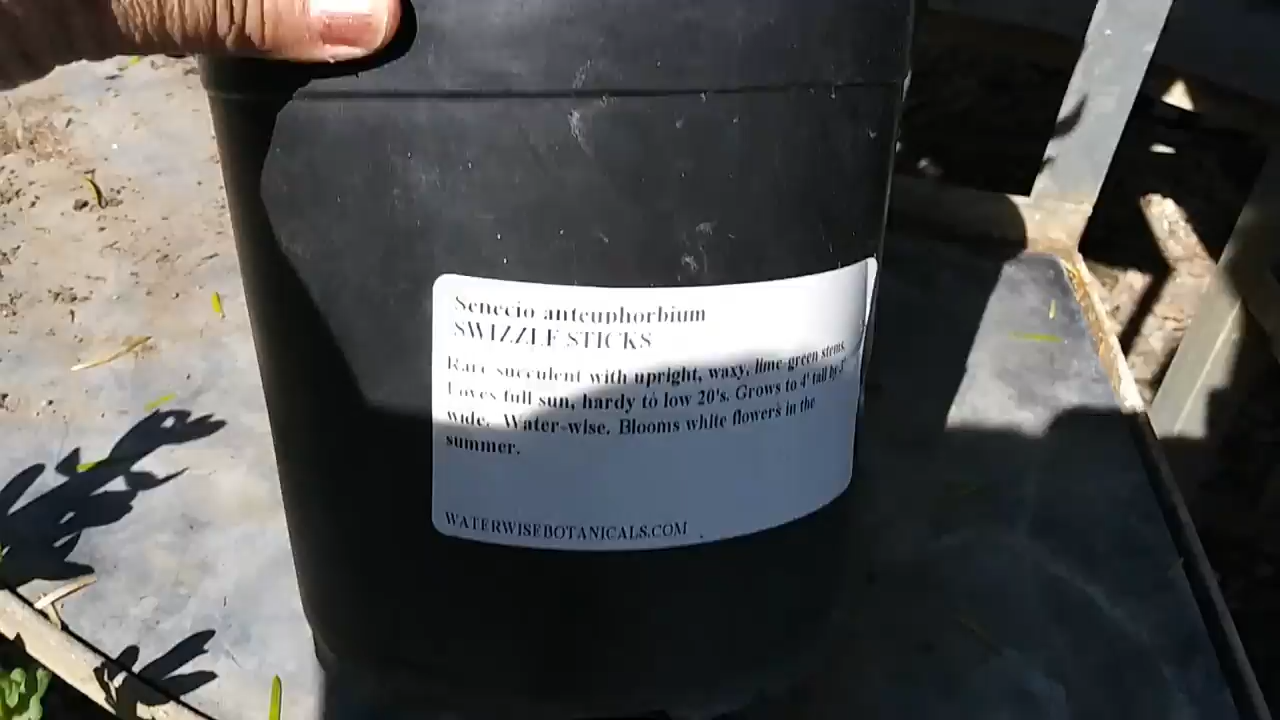 Senecio anteuphorbium
SWIZZLE STICKS
Rare succulent with upright, waxy, lime-green stems.
Loves full sun, hardy to low 20's. Grows to 4' tall by 3'
wide. Water-wise. Blooms white flowers in the
summer.
WATERWISEBOTANICALS.COM